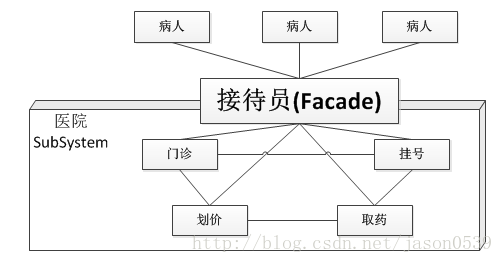 病人 病人 病人
接待员(Facade)
医院
SubSystem
门诊 挂号
划价 取药
http://blog.csdn.net/jason0539